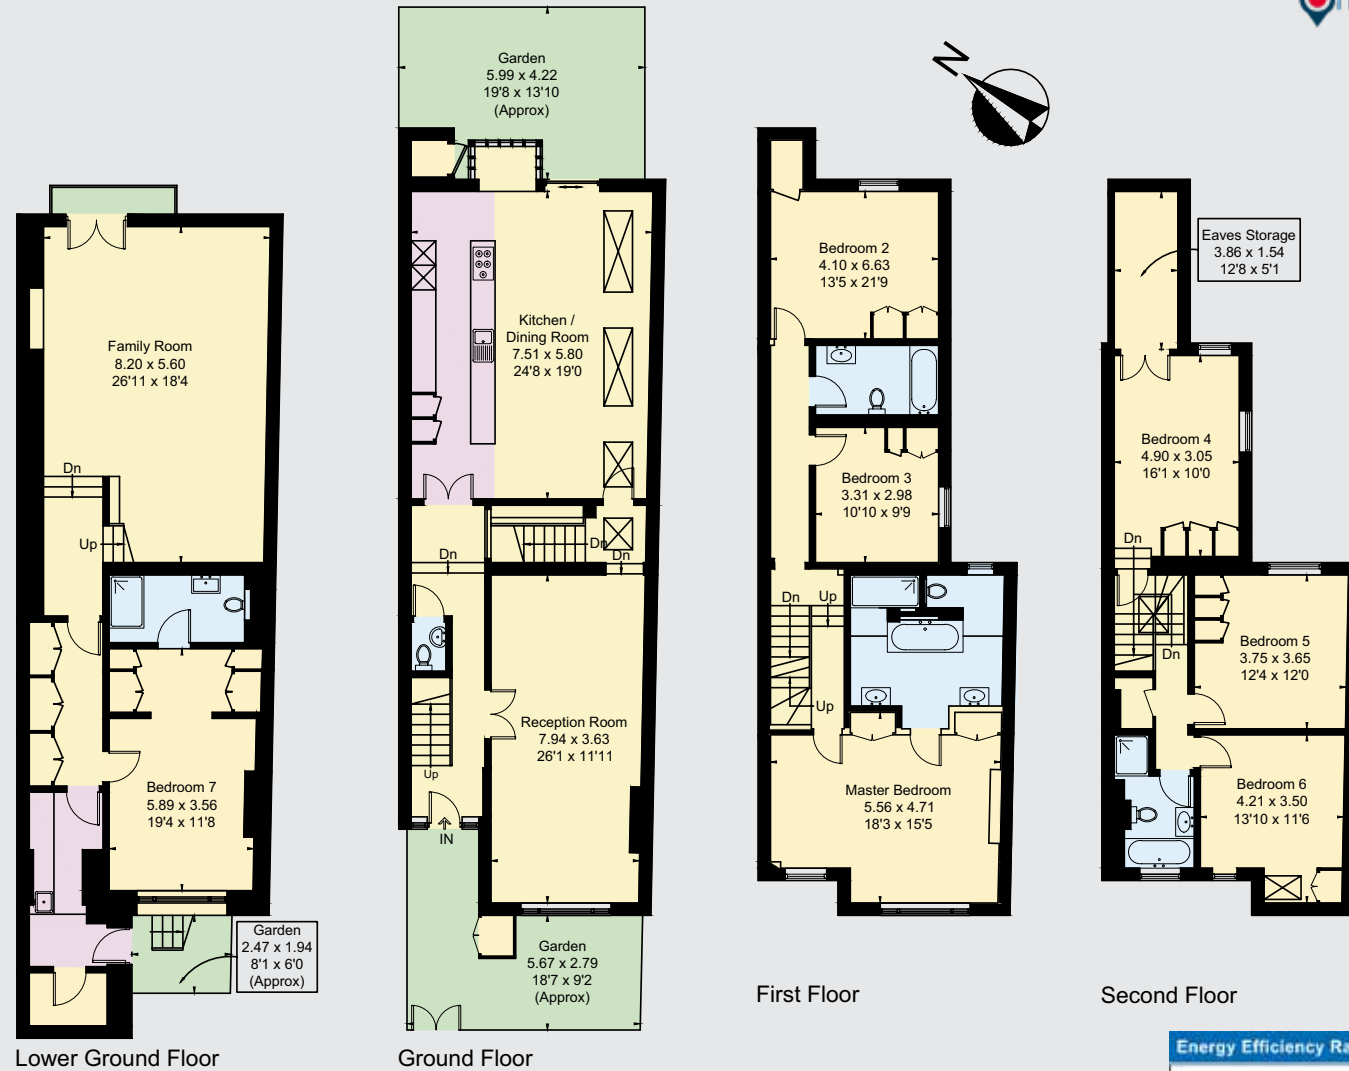 Garden
5.99 x 4.22
19'8 x 13'10
(Approx)
N
Family Room
8.20 x 5.60
26'11 x 18'4
Dn
Up
Bedroom 7
5.89 x 3.56
19'4 x 11'8
Garden
2.47 x 1.94
8'1 x 6'0
(Approx)
Lower Ground Floor
Kitchen /
Dining Room
7.51 x 5.80
24'8 x 19'0
Dn
Dn
Dn
Reception Room
7.94 x 3.63
26'1 x 11'11
Up
IN
Garden
5.67 x 2.79
18'7 x 9'2
(Approx)
Ground Floor
Bedroom 2
4.10 x 6.63
13'5 x 21'9
Bedroom 3
3.31 x 2.98
10'10 x 9'9
Dn
Up
Up
Master Bedroom
5.56 x 4.71
18'3 x 15'5
First Floor
Eaves Storage
3.86 x 1.54
12'8 x 5'1
Bedroom 4
4.90 x 3.05
16'1 x 10'0
Dn
Dn
Bedroom 5
3.75 x 3.65
12'4 x 12'0
Bedroom 6
4.21 x 3.50
13'10 x 11'6
Second Floor
Energy Efficiency Ra